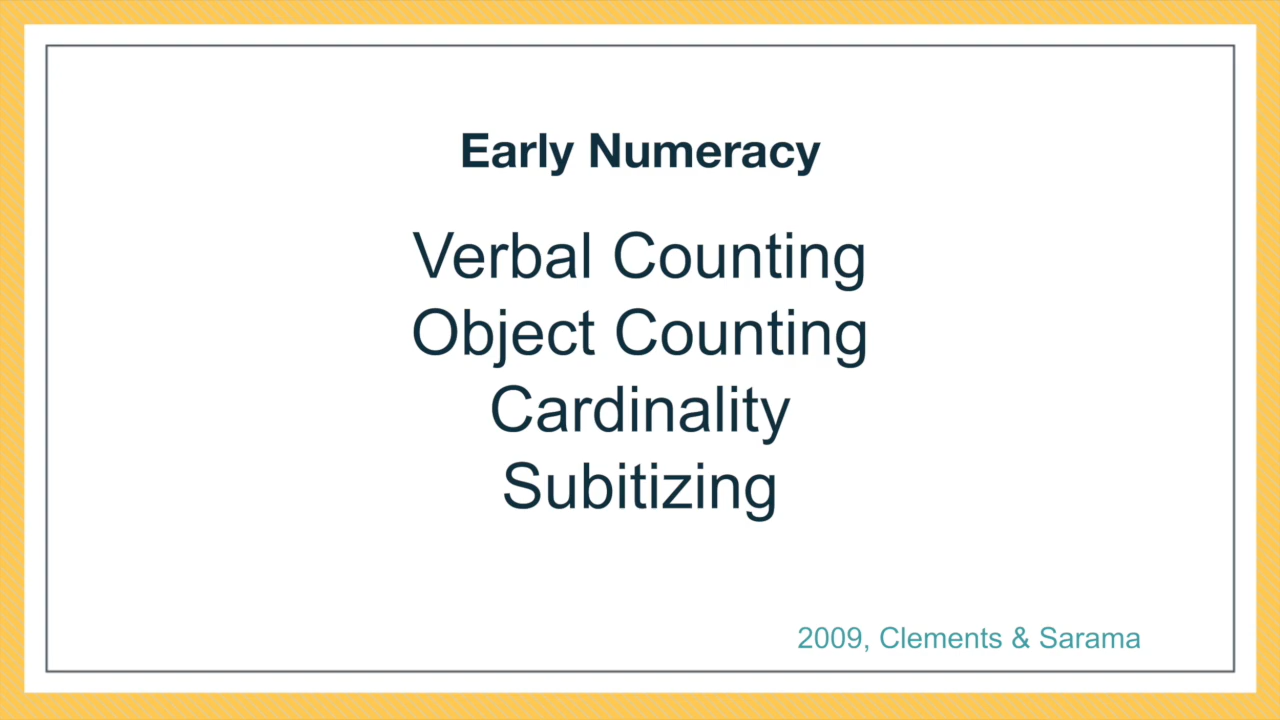 Early Numeracy
Verbal Counting
Object Counting
Cardinality
Subitizing
2009, Clements & Sarama